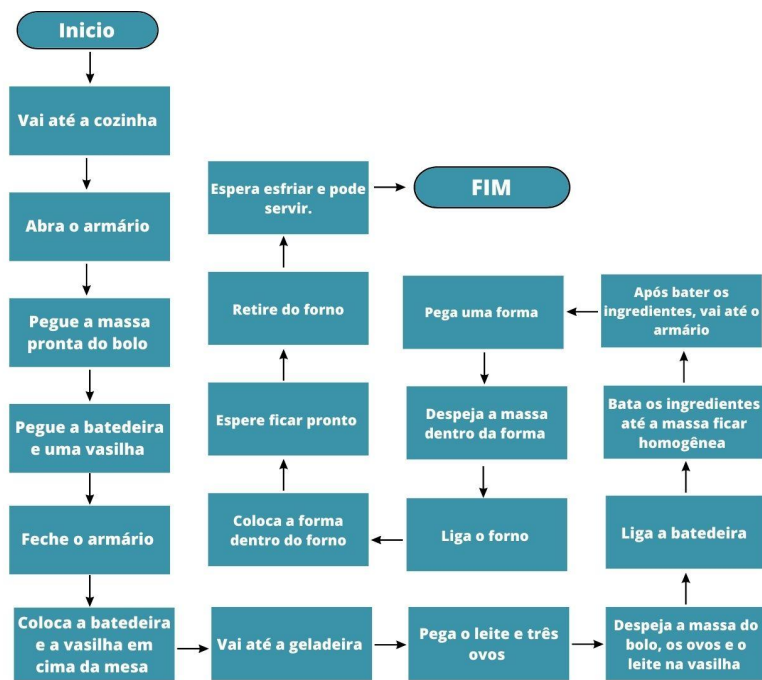 Inicio
Vai até a cozinha
Abra o armário
Pegue a massa
pronta do bolo
Pegue a batedeira
e uma vasilha
Feche o armário
Coloca a batedeira
e a vasilha em
cima da mesa
Vai até a geladeira
Pega o leite e três
ovos
Despeja a massa do
bolo, os ovos e o
leite na vasilha
Liga a batedeira
Bata os ingredientes
até a massa ficar
homogênea
Após bater os
ingredientes, vai até o
armário
Pega uma forma
Despeja a massa
dentro da forma
Liga o forno
Coloca a forma
dentro do forno
Espere ficar pronto
Retire do forno
Espera esfriar e pode
servir.
FIM